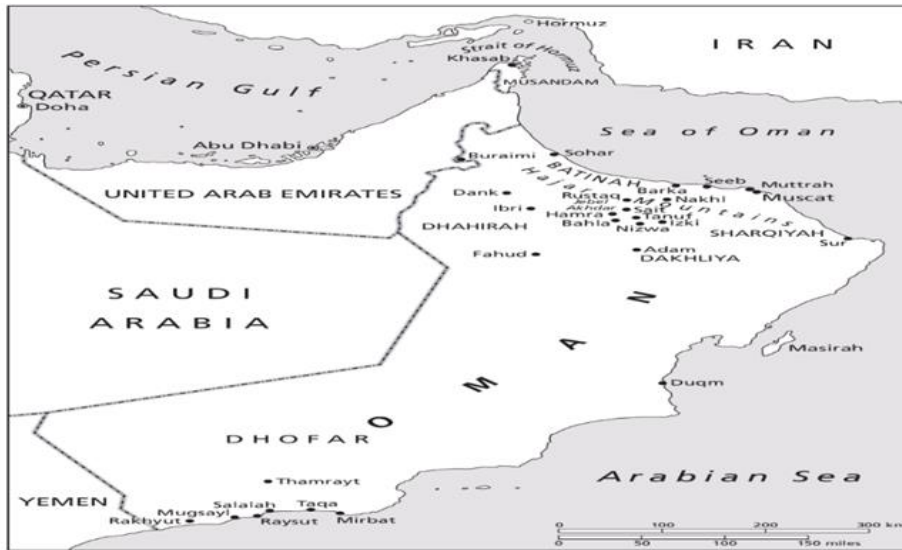 Hormuz
Strait of Hormuz
IRAN
Khasab
Persian Gulf
MUSANDAM
QATAR
Doha
Sea of Oman
Abu Dhabi
Buraimi
Sohar
BATINAH
Seeb
UNITED ARAB EMIRATES
Dank
Hajar Mountains
Barka
Muttrah
Rustaq
Nakhl
Muscat
Jebel
Akhdar
Ibri
Sait
Hamra
Tanuf
DHAHIRAH
Bahla
Izki
Nizwa
SHARQIYAH
Sur
Fahud
Adam
DAKHLIYA
SAUDI
ARABIA
OMAN
Masirah
Duqm
DHOFAR
Thamrayt
Arabian Sea
YEMEN
Mugsayl
Salalah
Taqa
Rakhyut
Raysut
Mirbat
0 100 200 300 km
0 50 100 150 miles